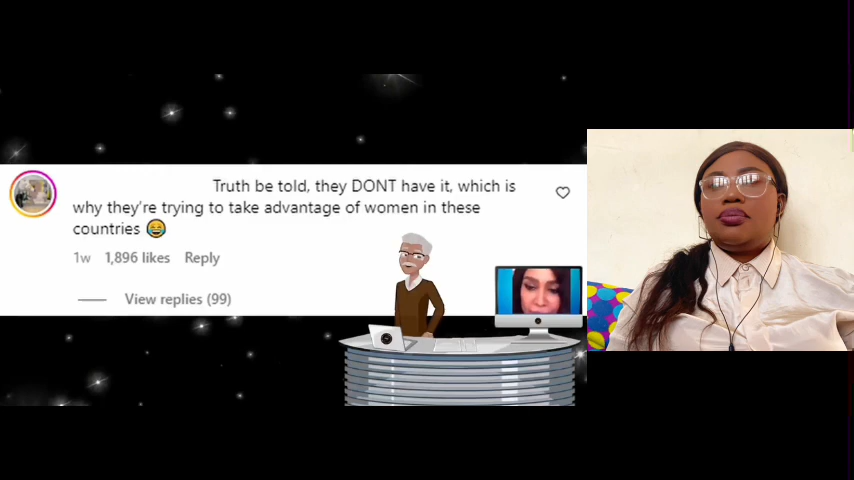 Truth be told, they DONT have it, which is
why they're trying to take advantage of women in these
countries 😂
1w 1,896 likes Reply
View replies (99)